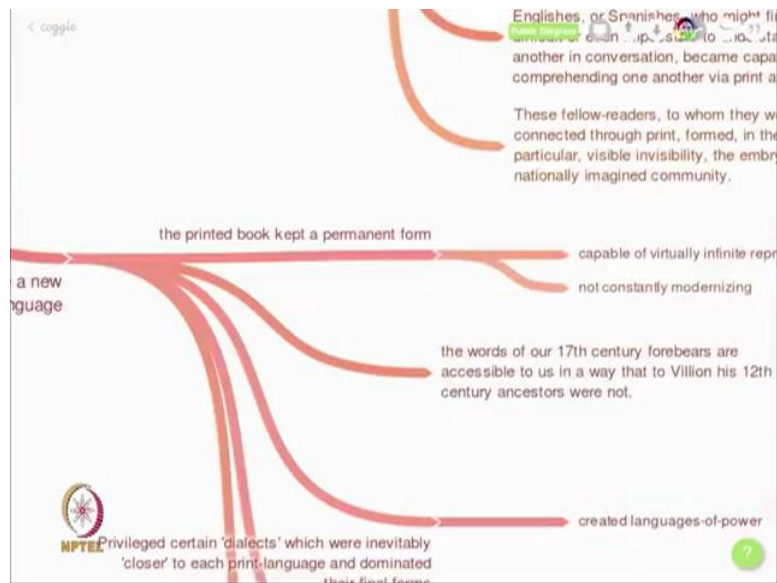 < coggle
Englishes, or Spanishes, who might fi
Public Diagram
another in conversation, became capa
comprehending one another via print a
These fellow-readers, to whom they w
connected through print, formed, in the
particular, visible invisibility, the embr
nationally imagined community.
the printed book kept a permanent form
capable of virtually infinite repr
a new
nguage
not constantly modernizing
the words of our 17th century forebears are
accessible to us in a way that to Villion his 12th
century ancestors were not.
created languages-of-power
NPTEL
Privileged certain 'dialects' which were inevitably
'closer' to each print-language and dominated
their final forms
?